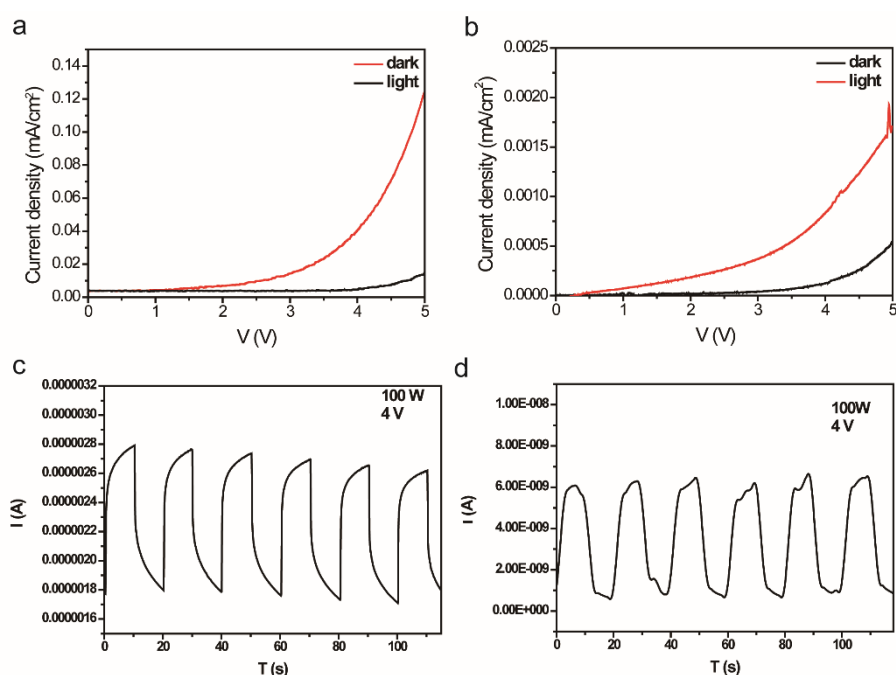 a
0.14
0.12
0.10
0.08
0.06
0.04
0.02
0.00
Current density (mA/cm²)
dark
light
0 1 2 3 4 5
V (V)
b
0.0025
0.0020
0.0015
0.0010
0.0005
0.0000
Current density (mA/cm²)
dark
light
0 1 2 3 4 5
V (V)
c
0.0000032
0.0000030
0.0000028
0.0000026
0.0000024
0.0000022
0.0000020
0.0000018
0.0000016
I (A)
100 W
4 V
0 20 40 60 80 100
T (s)
d
1.00E-008
8.00E-009
6.00E-009
4.00E-009
2.00E-009
0.00E+000
I (A)
100W
4 V
0 20 40 60 80 100
T (s)